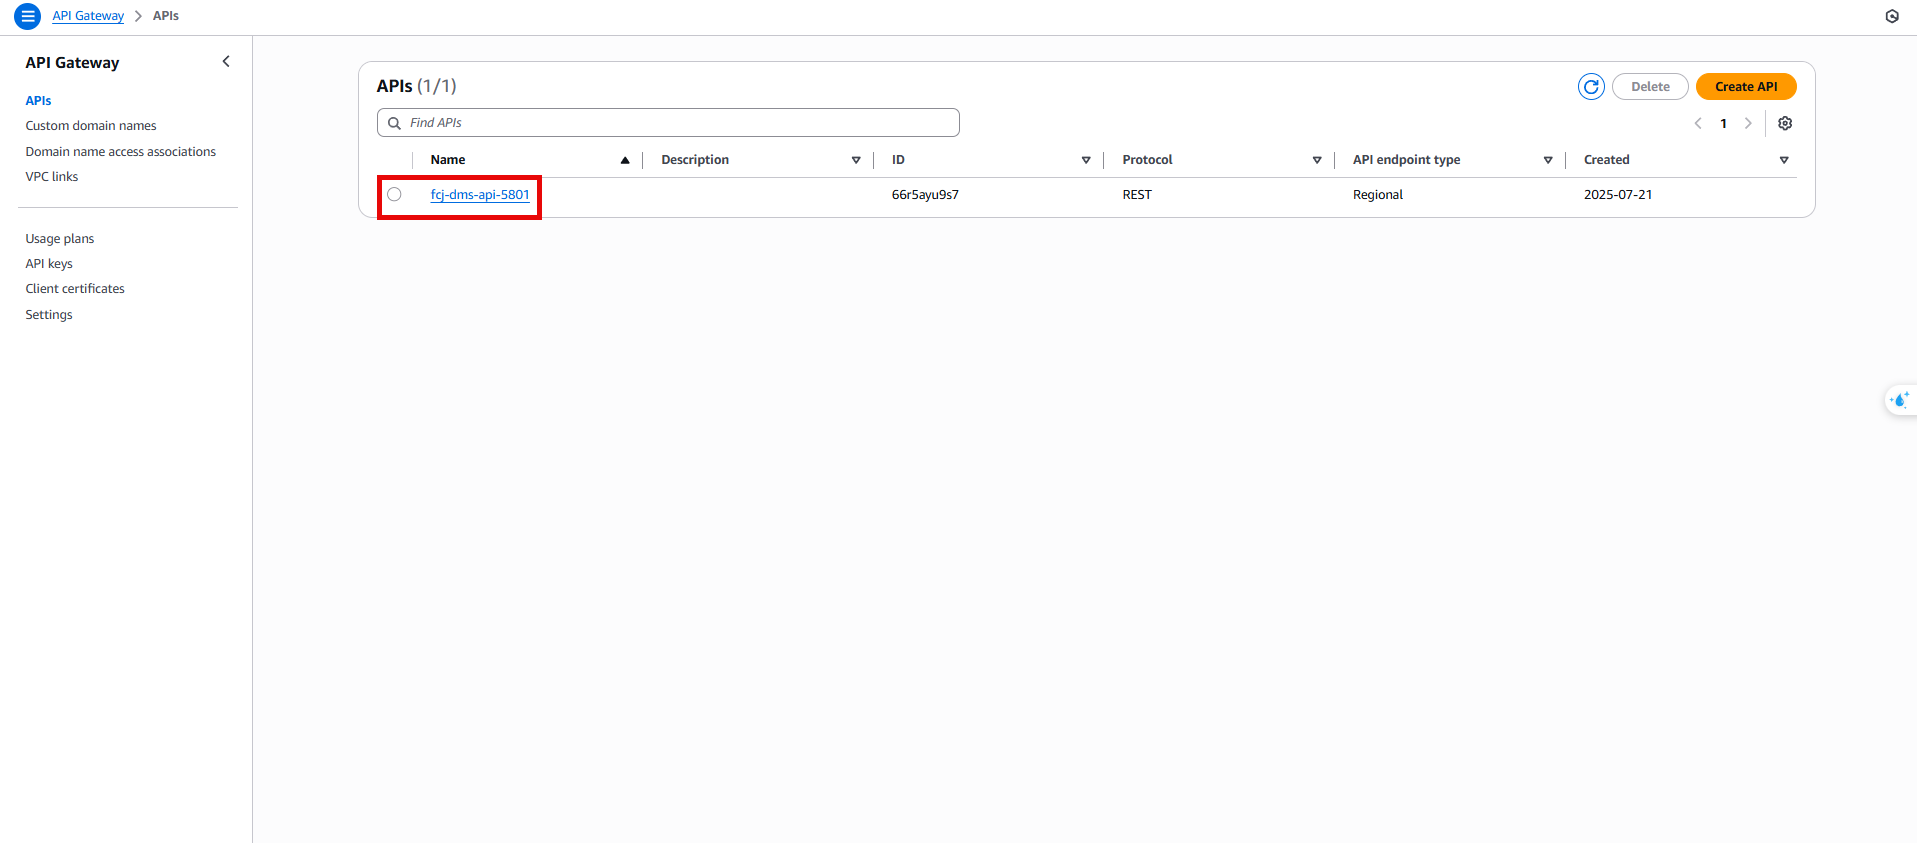 API Gateway > APIs
API Gateway
APIs
Custom domain names
Domain name access associations
VPC links
Usage plans
API keys
Client certificates
Settings
APIs (1/1)
Delete
Create API
Find APIs
1
Name Description ID Protocol API endpoint type Created
fcj-dms-api-5801 66r5ayu9s7 REST Regional 2025-07-21